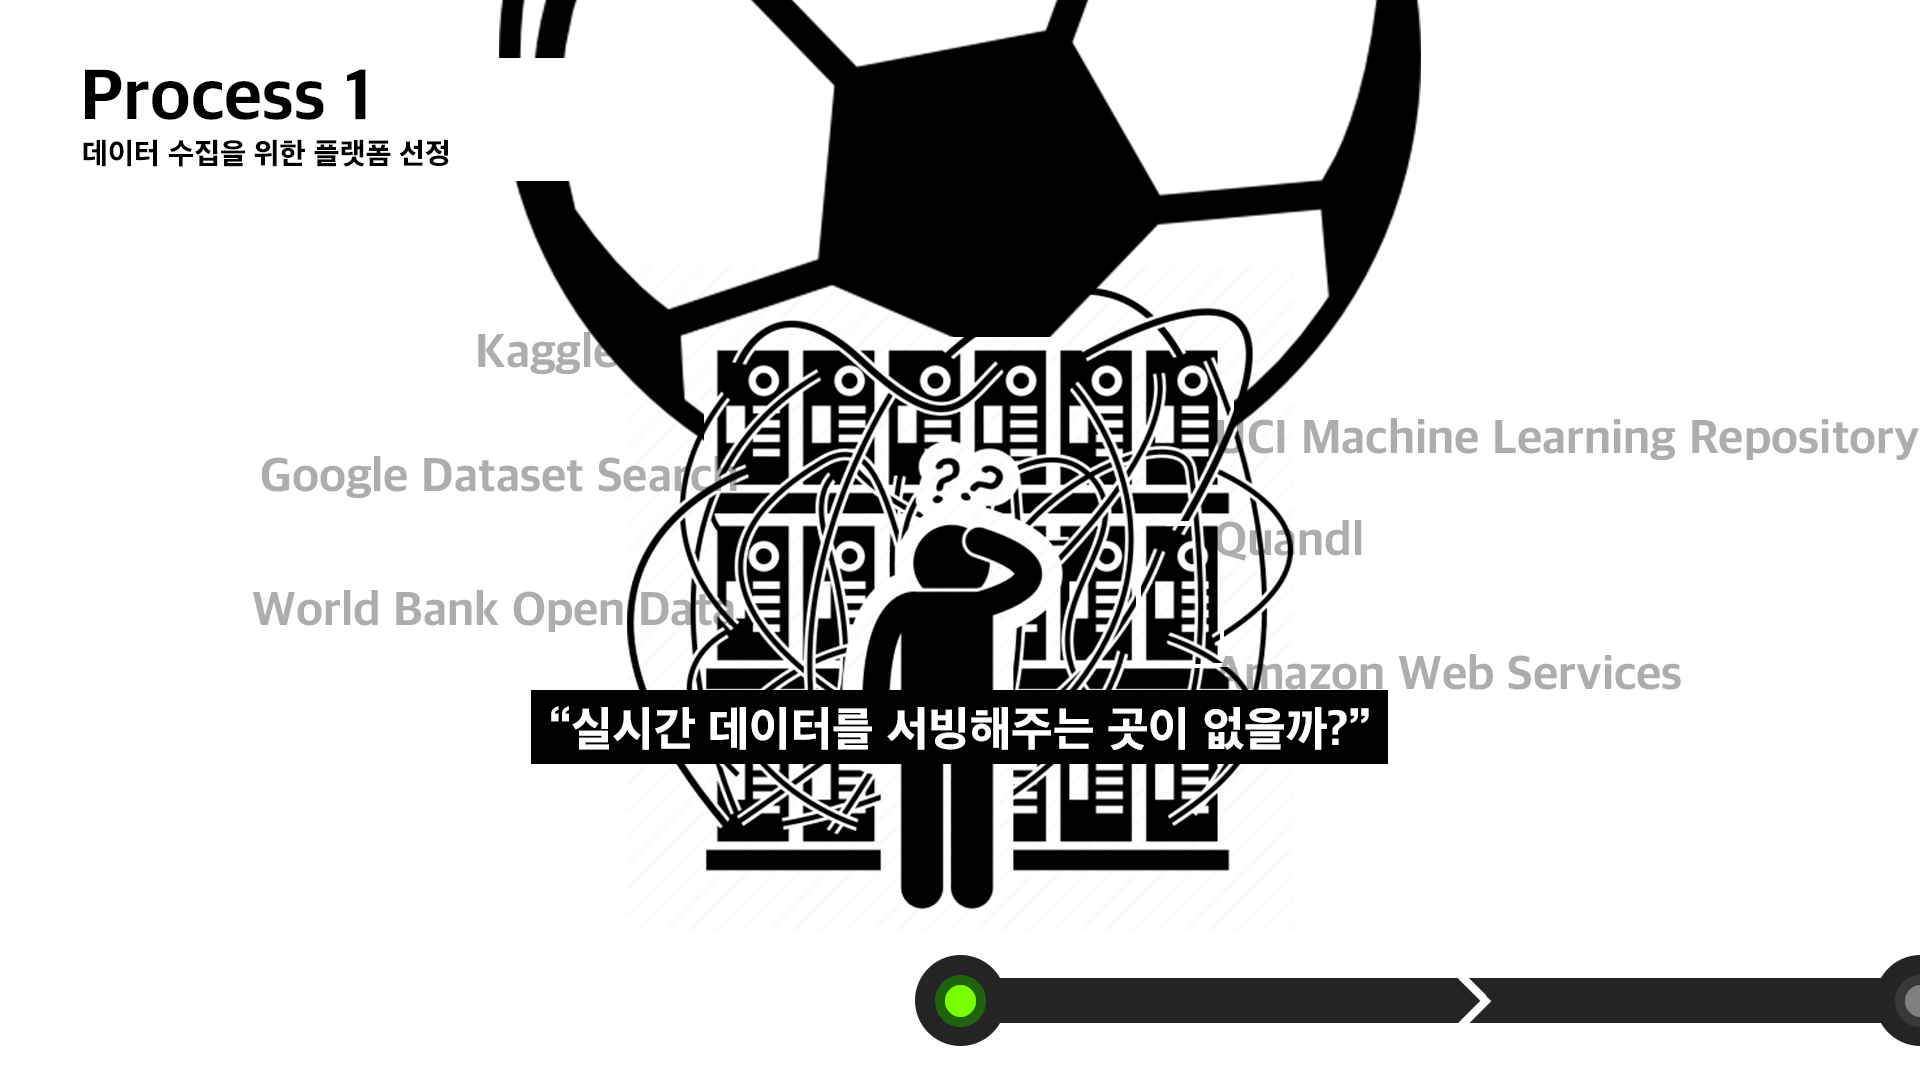 Process 1
데이터 수집을 위한 플랫폼 선정
Kaggle
UCI Machine Learning Repository
Google Dataset Search
Quandl
World Bank Open Data
Amazon Web Services
? ?
“실시간 데이터를 서빙해주는 곳이 없을까?”